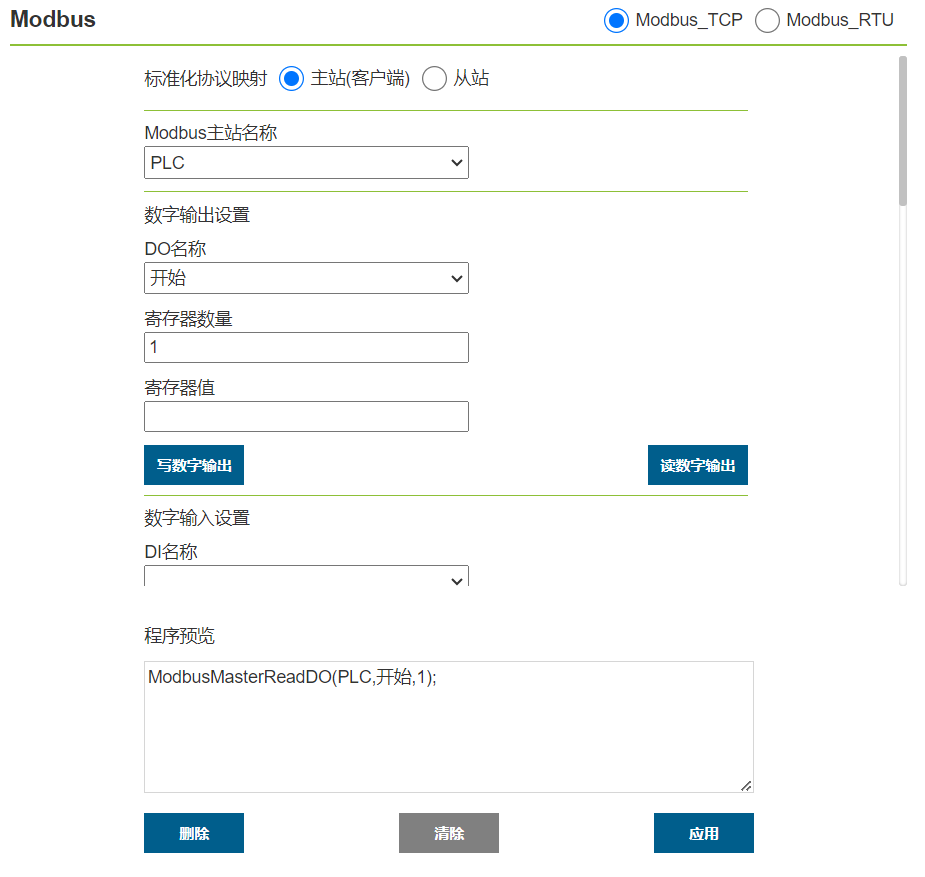 Modbus Modbus_TCP Modbus_RTU
标准化协议映射 主站(客户端) 从站
Modbus主站名称
PLC
数字输出设置
DO名称
开始
寄存器数量
1
寄存器值
写数字输出 读数字输出
数字输入设置
DI名称
程序预览
ModbusMasterReadDO(PLC,开始,1);
删除 清除 应用